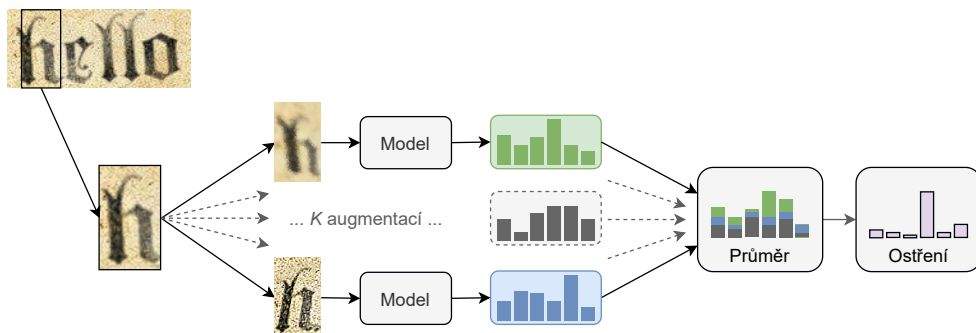 hello
h
h
Model
... K augmentací ...
h
Model
Průměr
Ostření